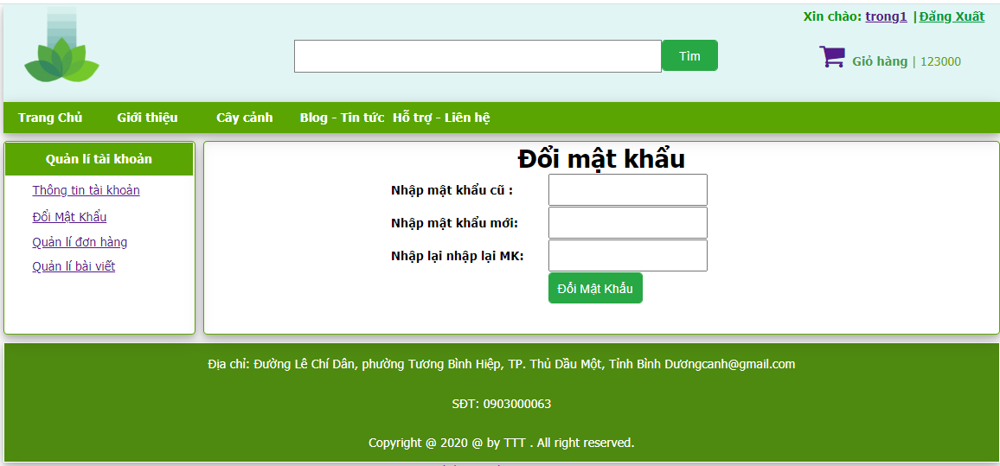 Xin chào: trong1 |Đăng Xuất
Tìm
Giỏ hàng | 123000
Trang Chủ Giới thiệu Cây cảnh Blog - Tin tức Hỗ trợ - Liên hệ
Quản lí tài khoản
Thông tin tài khoản
Đổi Mật Khẩu
Quản lí đơn hàng
Quản lí bài viết
Đổi mật khẩu
Nhập mật khẩu cũ :
Nhập mật khẩu mới:
Nhập lại nhập lại MK:
Đổi Mật Khẩu
Địa chỉ: Đường Lê Chí Dân, phường Tương Bình Hiệp, TP. Thủ Dầu Một, Tỉnh Bình Dươngcanh@gmail.com
SĐT: 0903000063
Copyright @ 2020 @ by TTT . All right reserved.